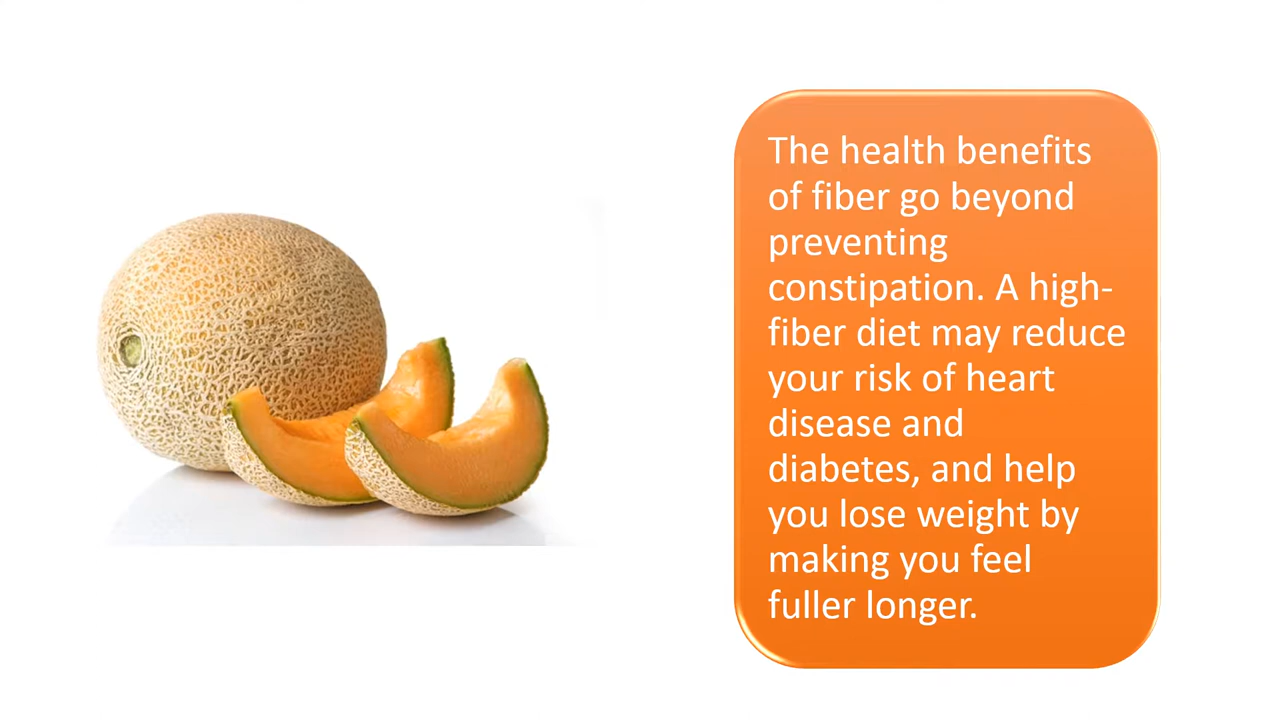 The health benefits
of fiber go beyond
preventing
constipation. A high-
fiber diet may reduce
your risk of heart
disease and
diabetes, and help
you lose weight by
making you feel
fuller longer.